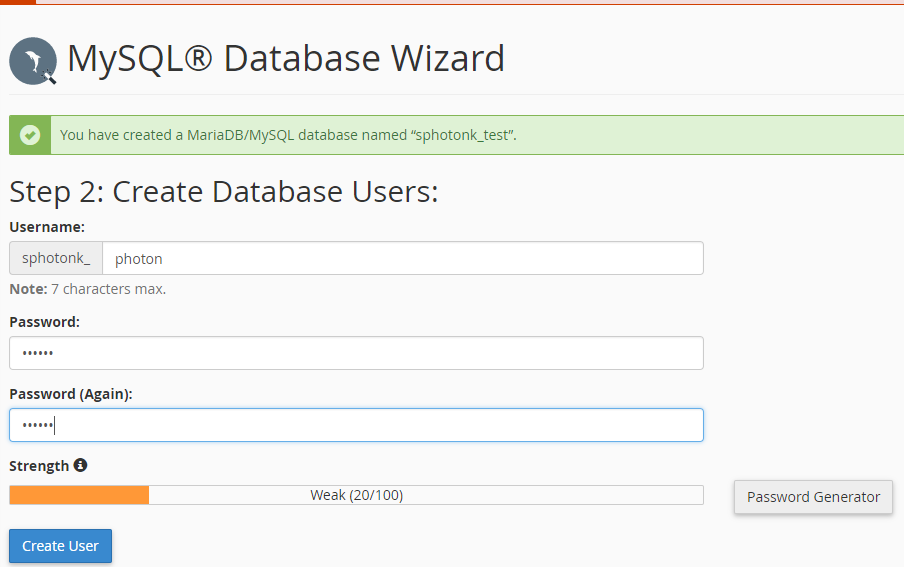 MySQL® Database Wizard
You have created a MariaDB/MySQL database named “sphotonk_test”.
Step 2: Create Database Users:
Username:
sphotonk_ photon
Note: 7 characters max.
Password:
••••••
Password (Again):
••••••
Strength
Weak (20/100)
Password Generator
Create User